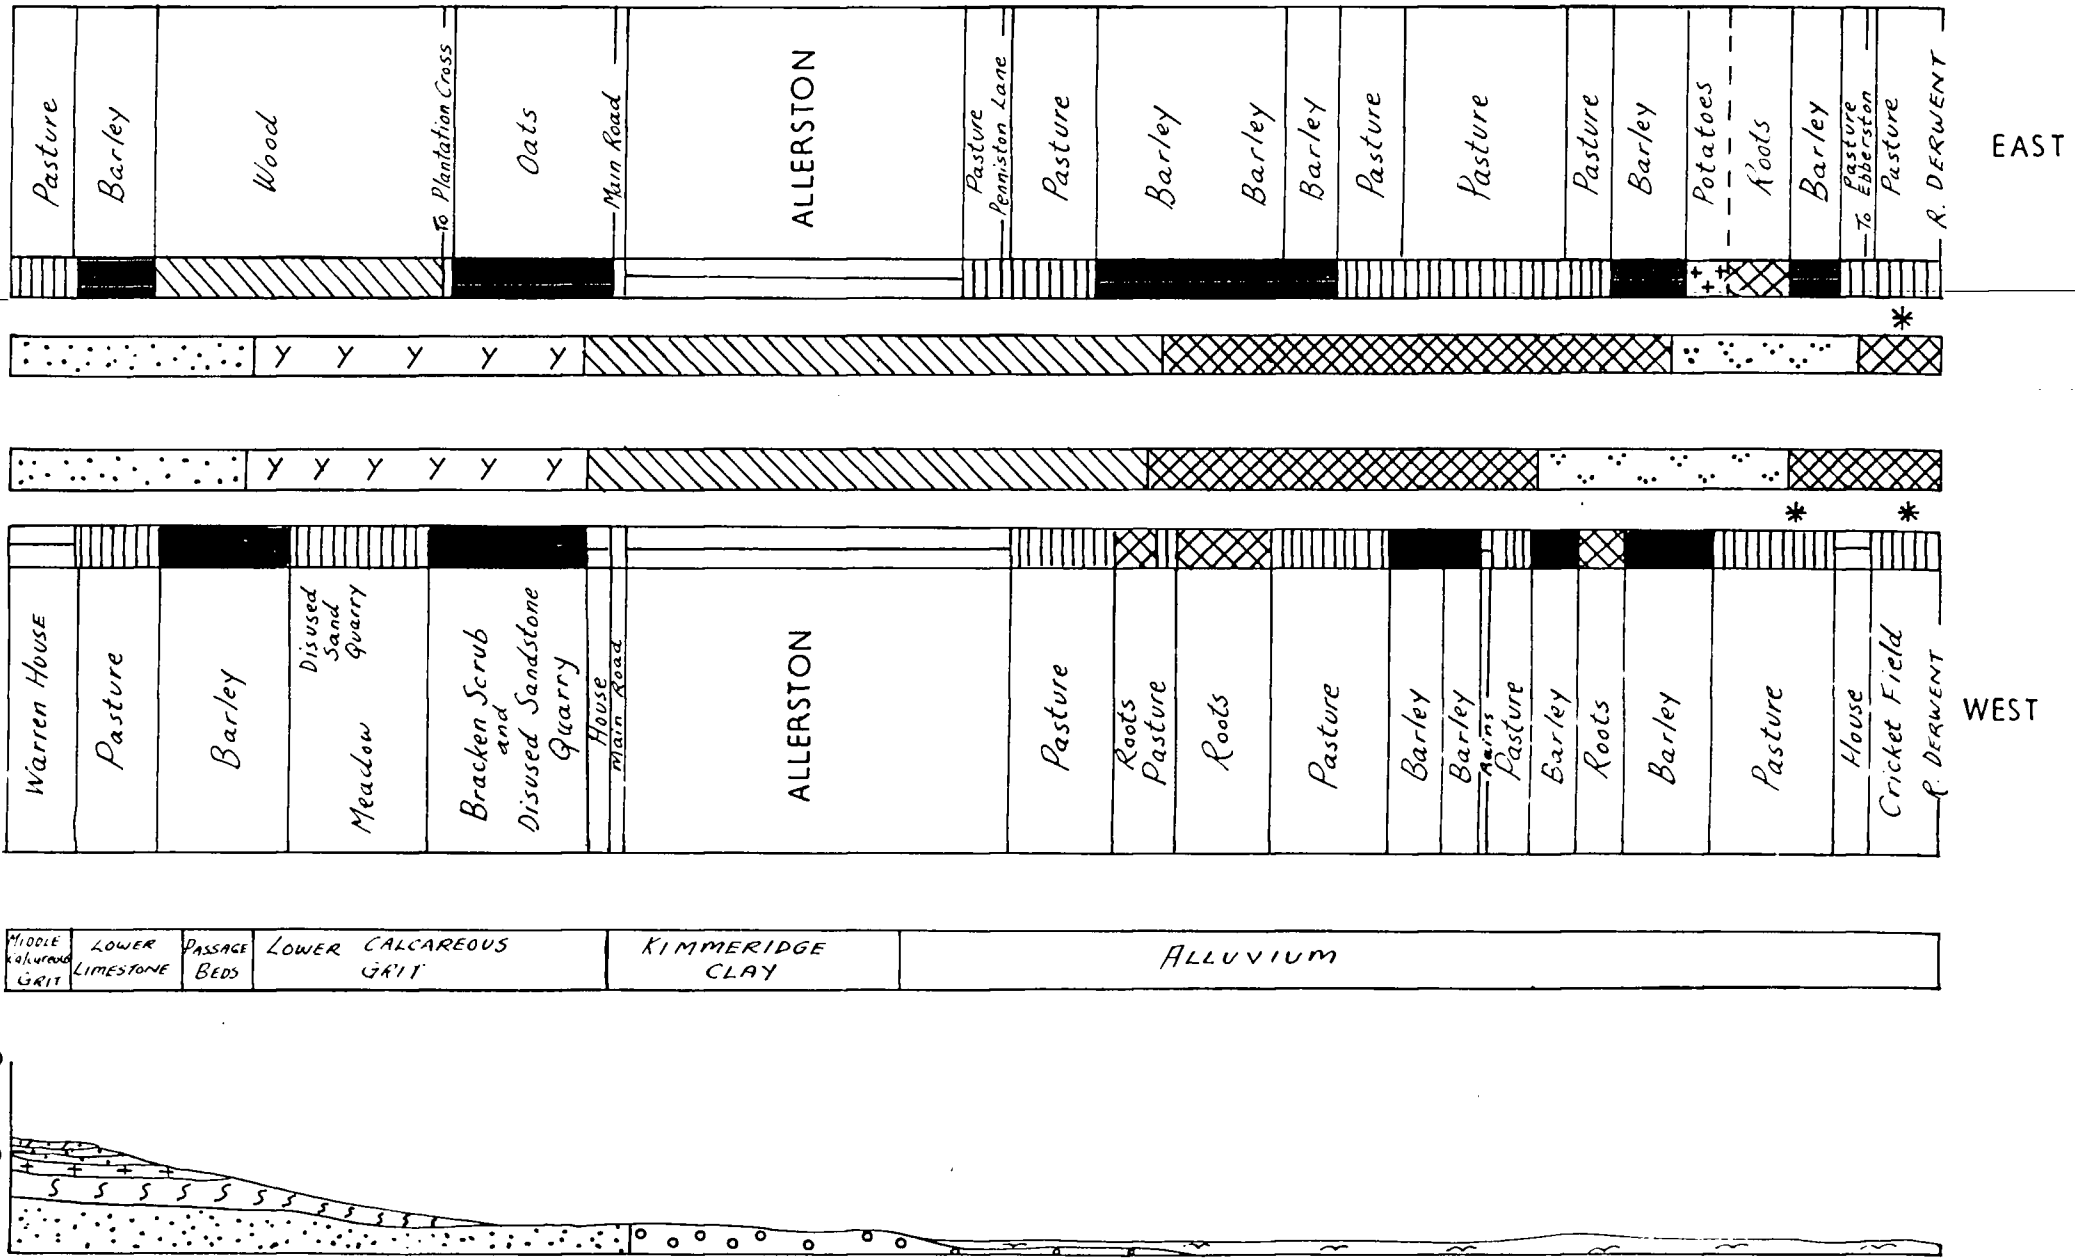 Pasture
Barley
Wood
To Plantation Cross
Oats
Main Road
ALLERSTON
Pasture
Penniston Lane
Pasture
Barley
Barley
Barley
Pasture
Pasture
Pasture
Barley
Potatoes
Roots
Barley
Pasture
To Ebberston
Pasture
R. DERWENT
EAST
Y Y Y Y Y
*
Y Y Y Y Y Y
* *
Warren House
Pasture
Barley
Disused
Sand
Quarry
Meadow
Bracken Scrub
and
Disused Sandstone
Quarry
House
Main Road
ALLERSTON
Pasture
Roots
Pasture
Roots
Pasture
Barley
Barley
Pasture
Barley
Roots
Barley
Pasture
House
Cricket Field
R. DERWENT
WEST
MIDDLE
Calcareous
GRIT
LOWER
LIMESTONE
PASSAGE
BEDS
LOWER CALCAREOUS
GRIT
KIMMERIDGE
CLAY
ALLUVIUM